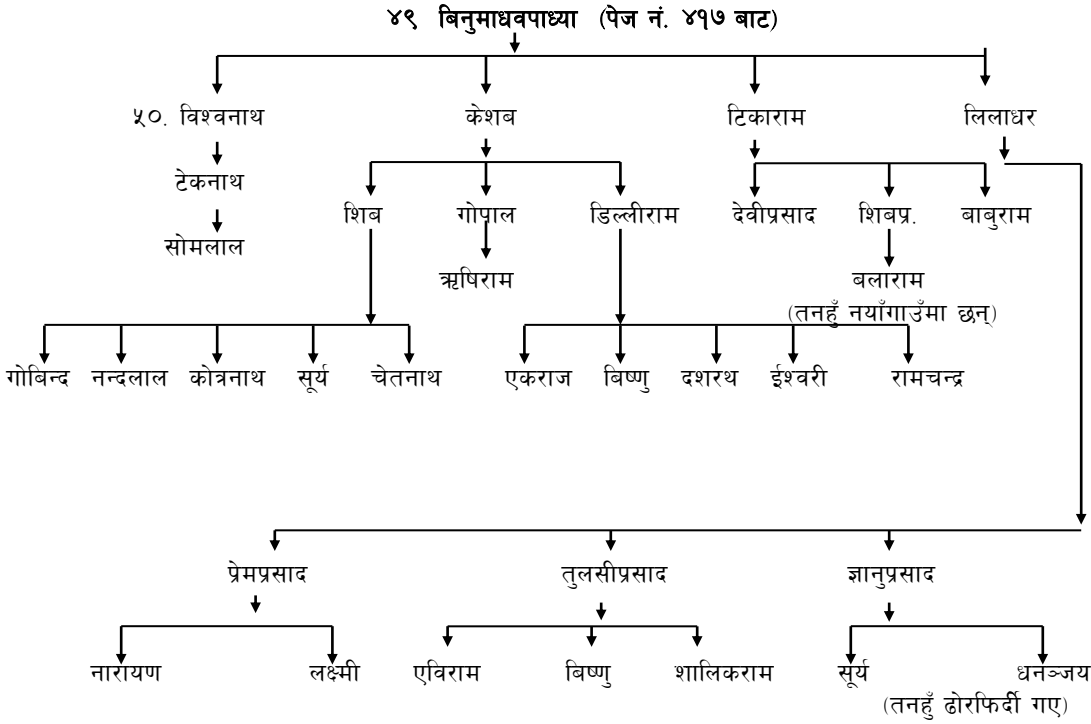 ४९ बिनुमाधवपाध्या (पेज नं. ४१७ बाट)
५०. विश्वनाथ केशब टिकाराम लिलाधर
टेकनाथ
शिब गोपाल डिल्लीराम देवीप्रसाद शिबप्र. बाबुराम
सोमलाल
ऋषिराम बलाराम
(तनहुँ नयाँगाउँमा छन्)
गोबिन्द नन्दलाल कोत्रनाथ सूर्य चेतनाथ एकराज बिष्णु दशरथ ईश्वरी रामचन्द्र
प्रेमप्रसाद तुलसीप्रसाद ज्ञानुप्रसाद
नारायण लक्ष्मी एविराम बिष्णु शालिकराम सूर्य धनञ्जय
(तनहुँ ढोरफिर्दी गए)